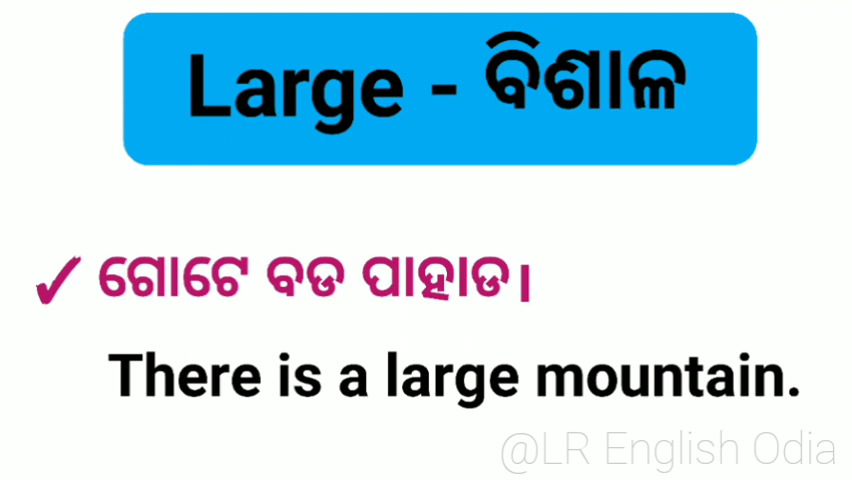 Large - ବିଶାଳ
✓ ଗୋଟେ ବଡ ପାହାଡ।
There is a large mountain.
@LR English Odia